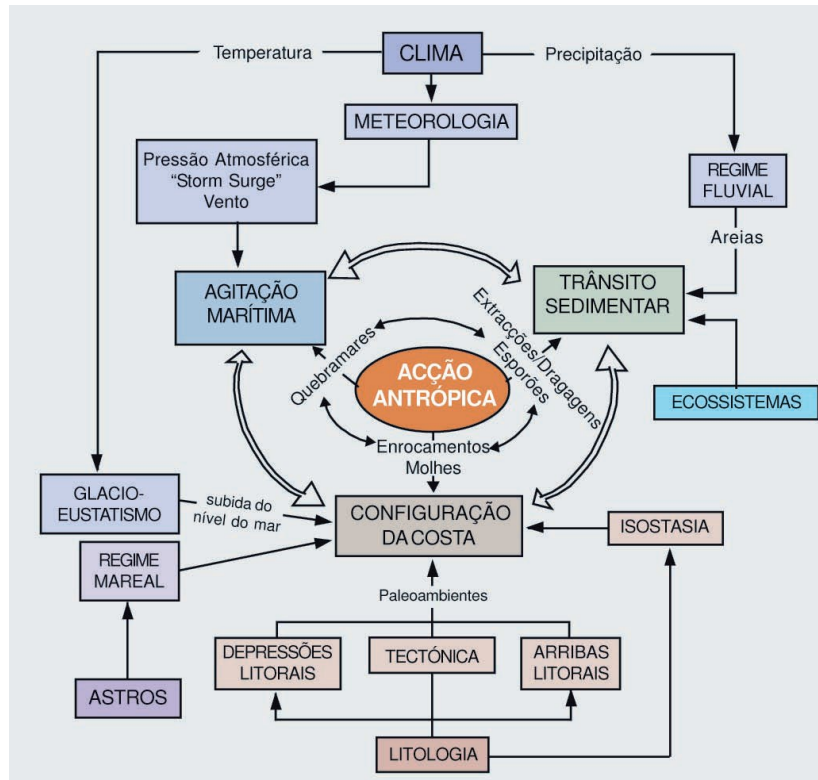 Temperatura
CLIMA
Precipitação
METEOROLOGIA
Pressão Atmosférica
“Storm Surge”
Vento
REGIME
FLUVIAL
Areias
AGITAÇÃO
MARÍTIMA
TRÂNSITO
SEDIMENTAR
Quebramares
Extracções/Dragagens
Esporões
ACÇÃO
ANTRÓPICA
ECOSSISTEMAS
Enrocamentos
Molhes
GLACIO-
EUSTATISMO
subida do
nível do mar
CONFIGURAÇÃO
DA COSTA
ISOSTASIA
REGIME
MAREAL
Paleoambientes
DEPRESSÕES
LITORAIS
TECTÓNICA
ARRIBAS
LITORAIS
ASTROS
LITOLOGIA